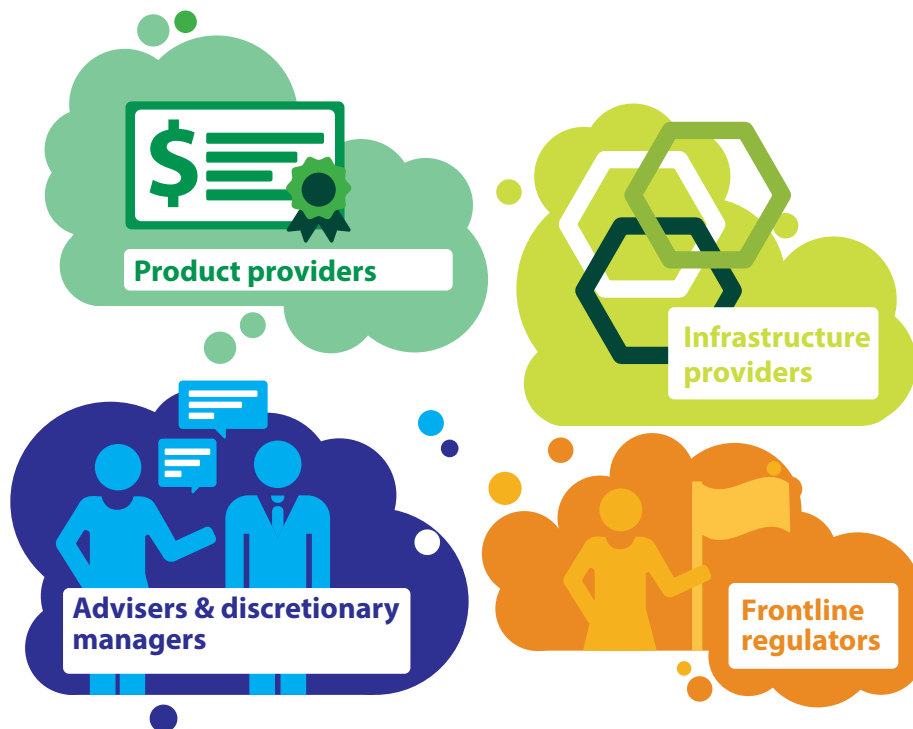 $
Product providers
Infrastructure
providers
Advisers & discretionary
managers
Frontline
regulators